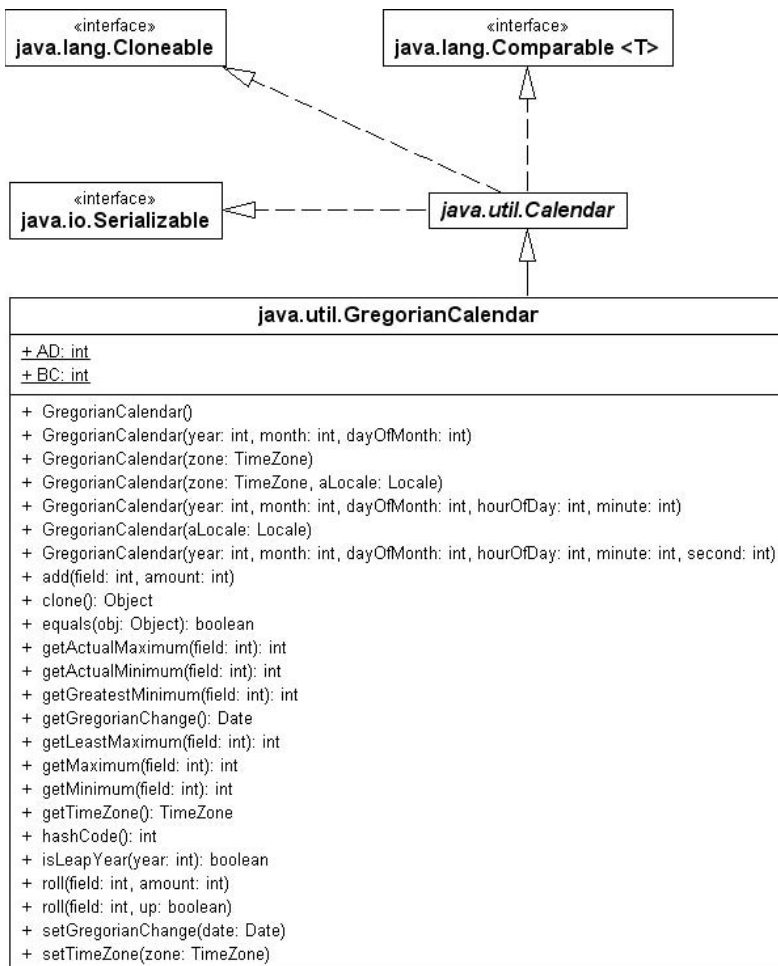 «interface»
java.lang.Cloneable
«interface»
java.lang.Comparable <T>
«interface»
java.io.Serializable
java.util.Calendar
java.util.GregorianCalendar
+ AD: int
+ BC: int
+ GregorianCalendar()
+ GregorianCalendar(year: int, month: int, dayOfMonth: int)
+ GregorianCalendar(zone: TimeZone)
+ GregorianCalendar(zone: TimeZone, aLocale: Locale)
+ GregorianCalendar(year: int, month: int, dayOfMonth: int, hourOfDay: int, minute: int)
+ GregorianCalendar(aLocale: Locale)
+ GregorianCalendar(year: int, month: int, dayOfMonth: int, hourOfDay: int, minute: int, second: int)
+ add(field: int, amount: int)
+ clone(): Object
+ equals(obj: Object): boolean
+ getActualMaximum(field: int): int
+ getActualMinimum(field: int): int
+ getGreatestMinimum(field: int): int
+ getGregorianChange(): Date
+ getLeastMaximum(field: int): int
+ getMaximum(field: int): int
+ getMinimum(field: int): int
+ getTimeZone(): TimeZone
+ hashCode(): int
+ isLeapYear(year: int): boolean
+ roll(field: int, amount: int)
+ roll(field: int, up: boolean)
+ setGregorianChange(date: Date)
+ setTimeZone(zone: TimeZone)